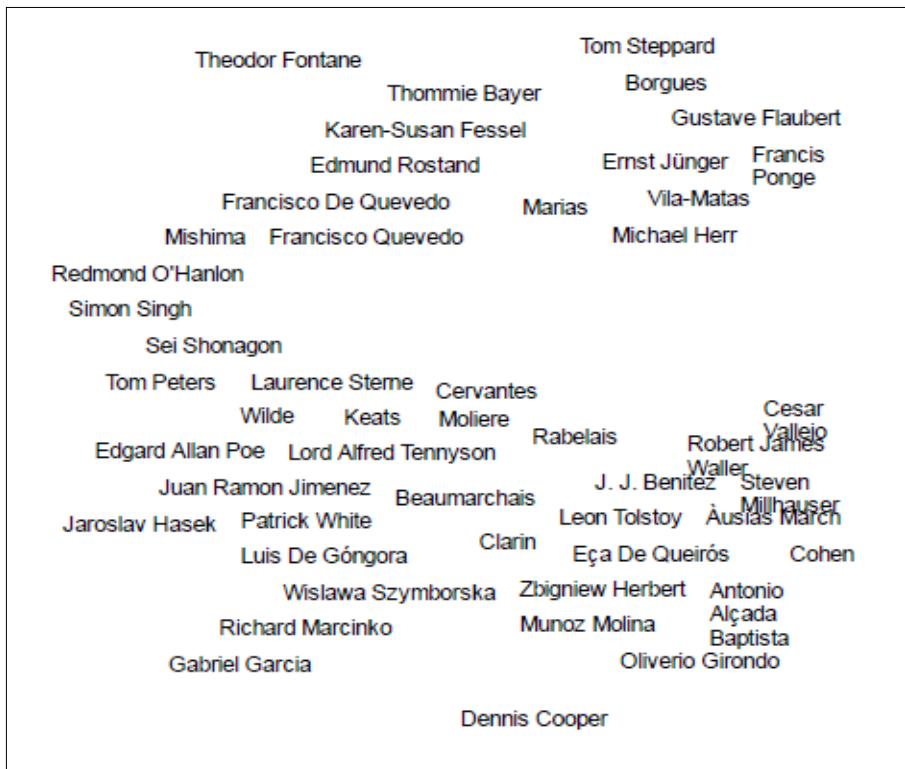 Tom Steppard
Theodor Fontane
Borgues
Thommie Bayer
Gustave Flaubert
Karen-Susan Fessel
Edmund Rostand
Ernst Jünger
Francis
Ponge
Francisco De Quevedo
Marias
Vila-Matas
Mishima
Francisco Quevedo
Michael Herr
Redmond O'Hanlon
Simon Singh
Sei Shonagon
Tom Peters
Laurence Sterne
Cervantes
Wilde
Keats
Moliere
Cesar
Vallejo
Rabelais
Robert James
Waller
Edgard Allan Poe
Lord Alfred Tennyson
Juan Ramon Jimenez
Beaumarchais
J. J. Benitez
Steven
Millhauser
Jaroslav Hasek
Patrick White
Leon Tolstoy
Àusias March
Clarin
Luis De Góngora
Eça De Queirós
Cohen
Wislawa Szymborska
Zbigniew Herbert
Antonio
Alçada
Baptista
Richard Marcinko
Munoz Molina
Gabriel Garcia
Oliverio Girondo
Dennis Cooper